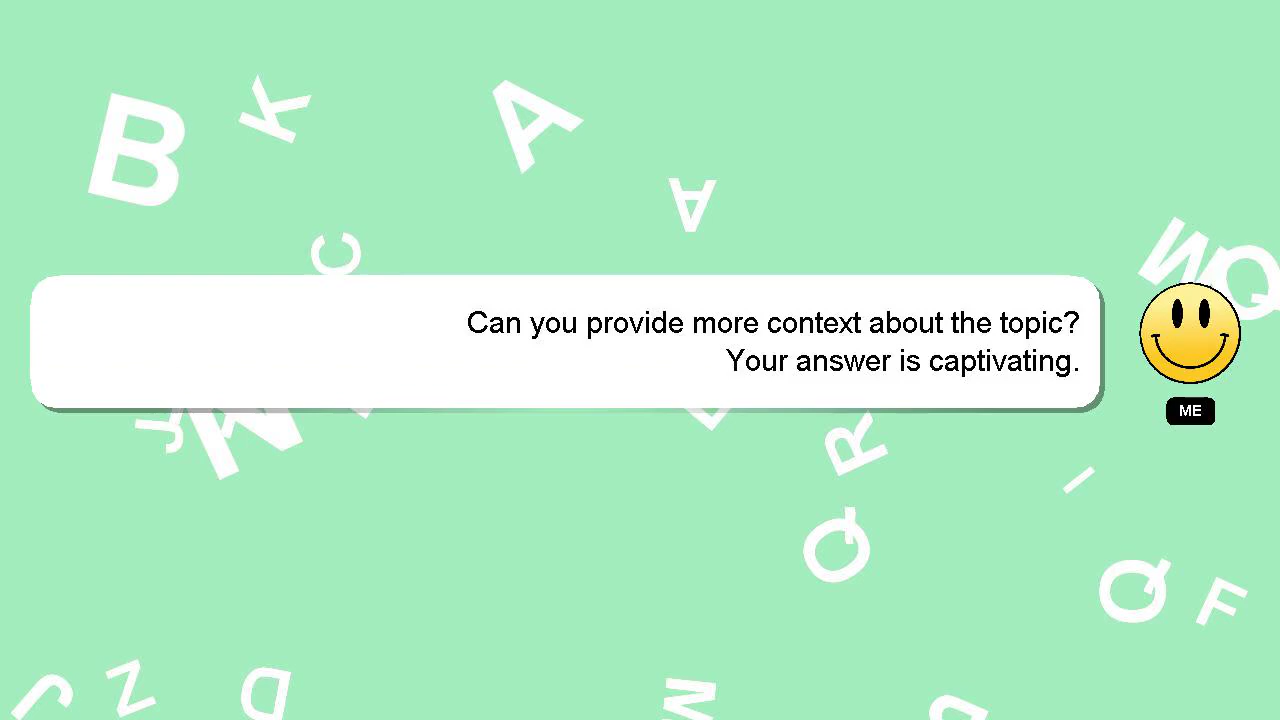 B
K
A
A
C
M
Q
Can you provide more context about the topic?
Your answer is captivating.
ME
R
I
Q
Q
F
J
Z
D
M